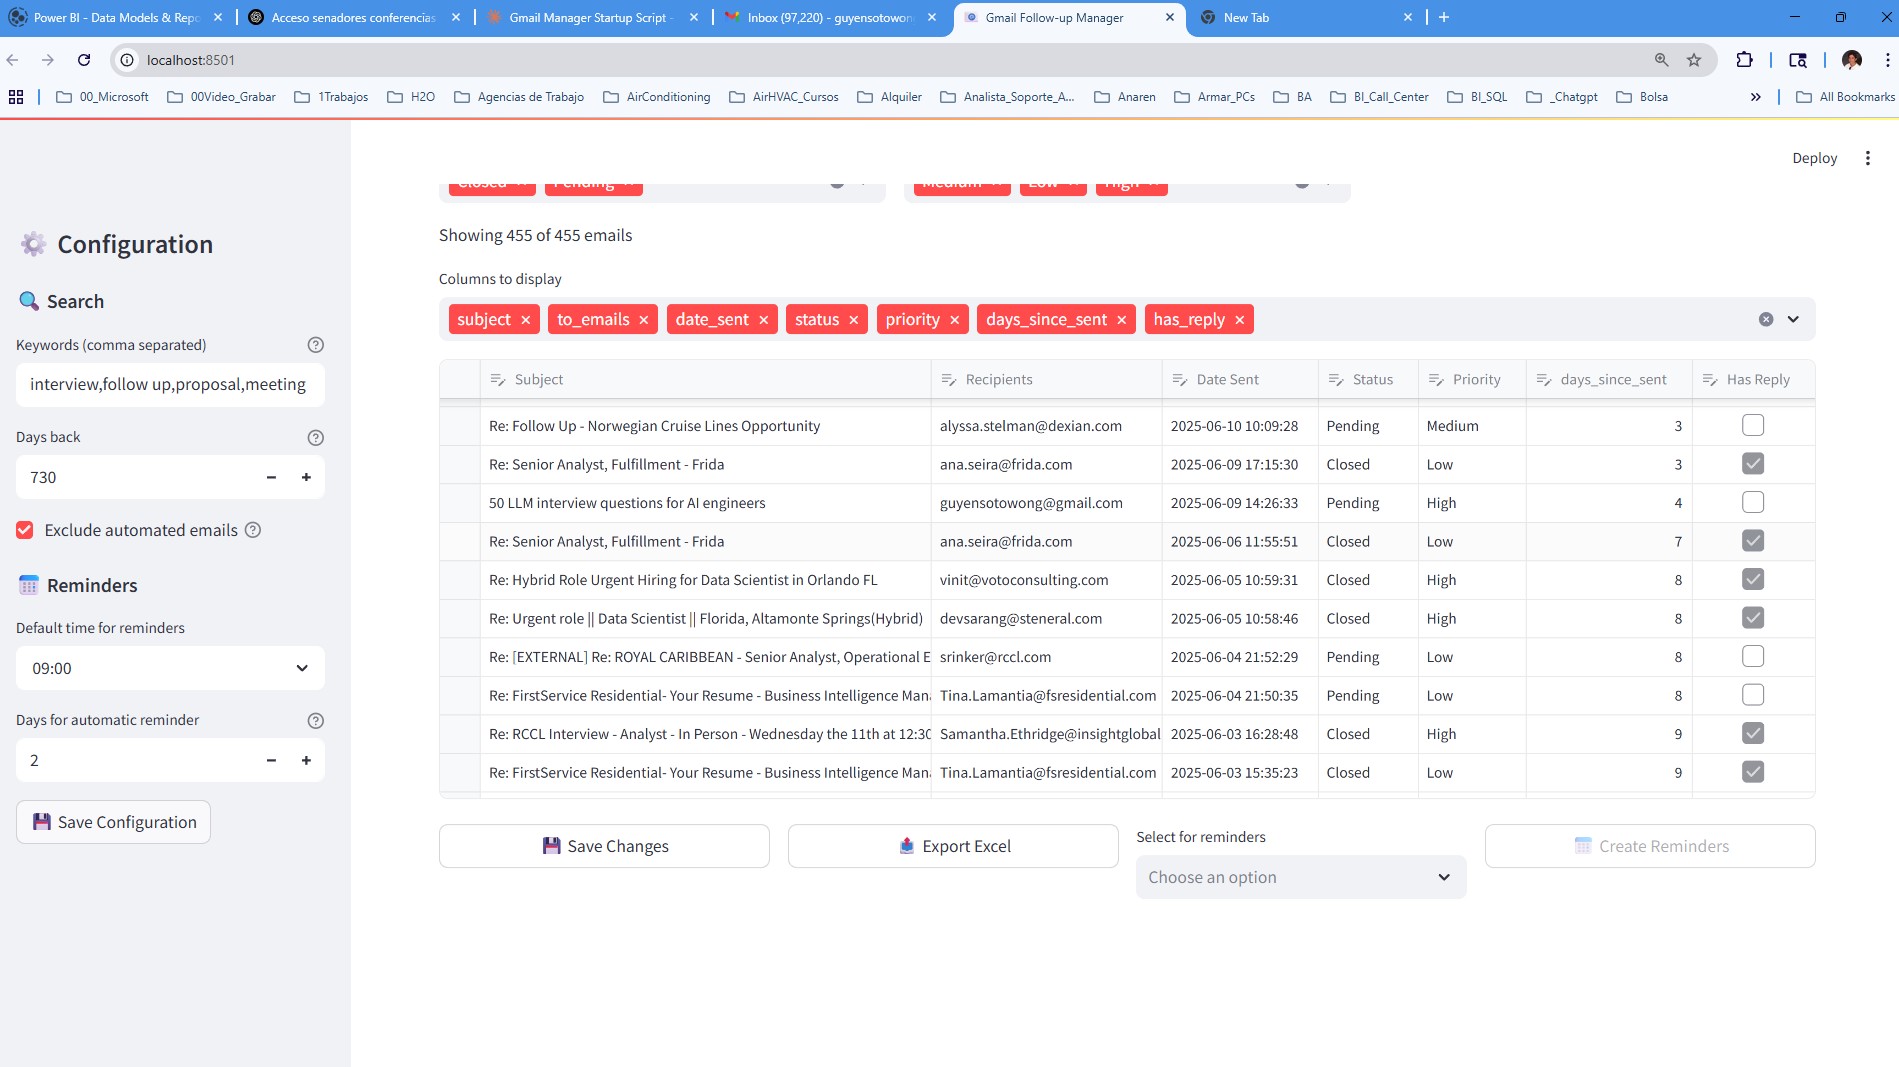 Power BI - Data Models & Repo
Acceso senadores conferencias
Gmail Manager Startup Script -
Inbox (97,220) - guyensotowon
Gmail Follow-up Manager
New Tab
localhost:8501
00_Microsoft
00Video_Grabar
1Trabajos
H2O
Agencias de Trabajo
AirConditioning
AirHVAC_Cursos
Alquiler
Analista_Soporte_A...
Anaren
Armar_PCs
BA
BI_Call_Center
BI_SQL
_Chatgpt
Bolsa
All Bookmarks
Deploy
Configuration
Search
Keywords (comma separated)
interview,follow up,proposal,meeting
Days back
730
Exclude automated emails
Reminders
Default time for reminders
09:00
Days for automatic reminder
2
Save Configuration
Closed Pending Medium Low High
Showing 455 of 455 emails
Columns to display
subject to_emails date_sent status priority days_since_sent has_reply
Subject Recipients Date Sent Status Priority days_since_sent Has Reply
Re: Follow Up - Norwegian Cruise Lines Opportunity alyssa.stelman@dexian.com 2025-06-10 10:09:28 Pending Medium 3
Re: Senior Analyst, Fulfillment - Frida ana.seira@frida.com 2025-06-09 17:15:30 Closed Low 3
50 LLM interview questions for AI engineers guyensotowong@gmail.com 2025-06-09 14:26:33 Pending High 4
Re: Senior Analyst, Fulfillment - Frida ana.seira@frida.com 2025-06-06 11:55:51 Closed Low 7
Re: Hybrid Role Urgent Hiring for Data Scientist in Orlando FL vinit@votoconsulting.com 2025-06-05 10:59:31 Closed High 8
Re: Urgent role || Data Scientist || Florida, Altamonte Springs(Hybrid) devsarang@steneral.com 2025-06-05 10:58:46 Closed High 8
Re: [EXTERNAL] Re: ROYAL CARIBBEAN - Senior Analyst, Operational E srinker@rccl.com 2025-06-04 21:52:29 Pending Low 8
Re: FirstService Residential- Your Resume - Business Intelligence Man Tina.Lamantia@fsresidential.com 2025-06-04 21:50:35 Pending Low 8
Re: RCCL Interview - Analyst - In Person - Wednesday the 11th at 12:30 Samantha.Ethridge@insightglobal 2025-06-03 16:28:48 Closed High 9
Re: FirstService Residential- Your Resume - Business Intelligence Man Tina.Lamantia@fsresidential.com 2025-06-03 15:35:23 Closed Low 9
Save Changes
Export Excel
Select for reminders
Choose an option
Create Reminders